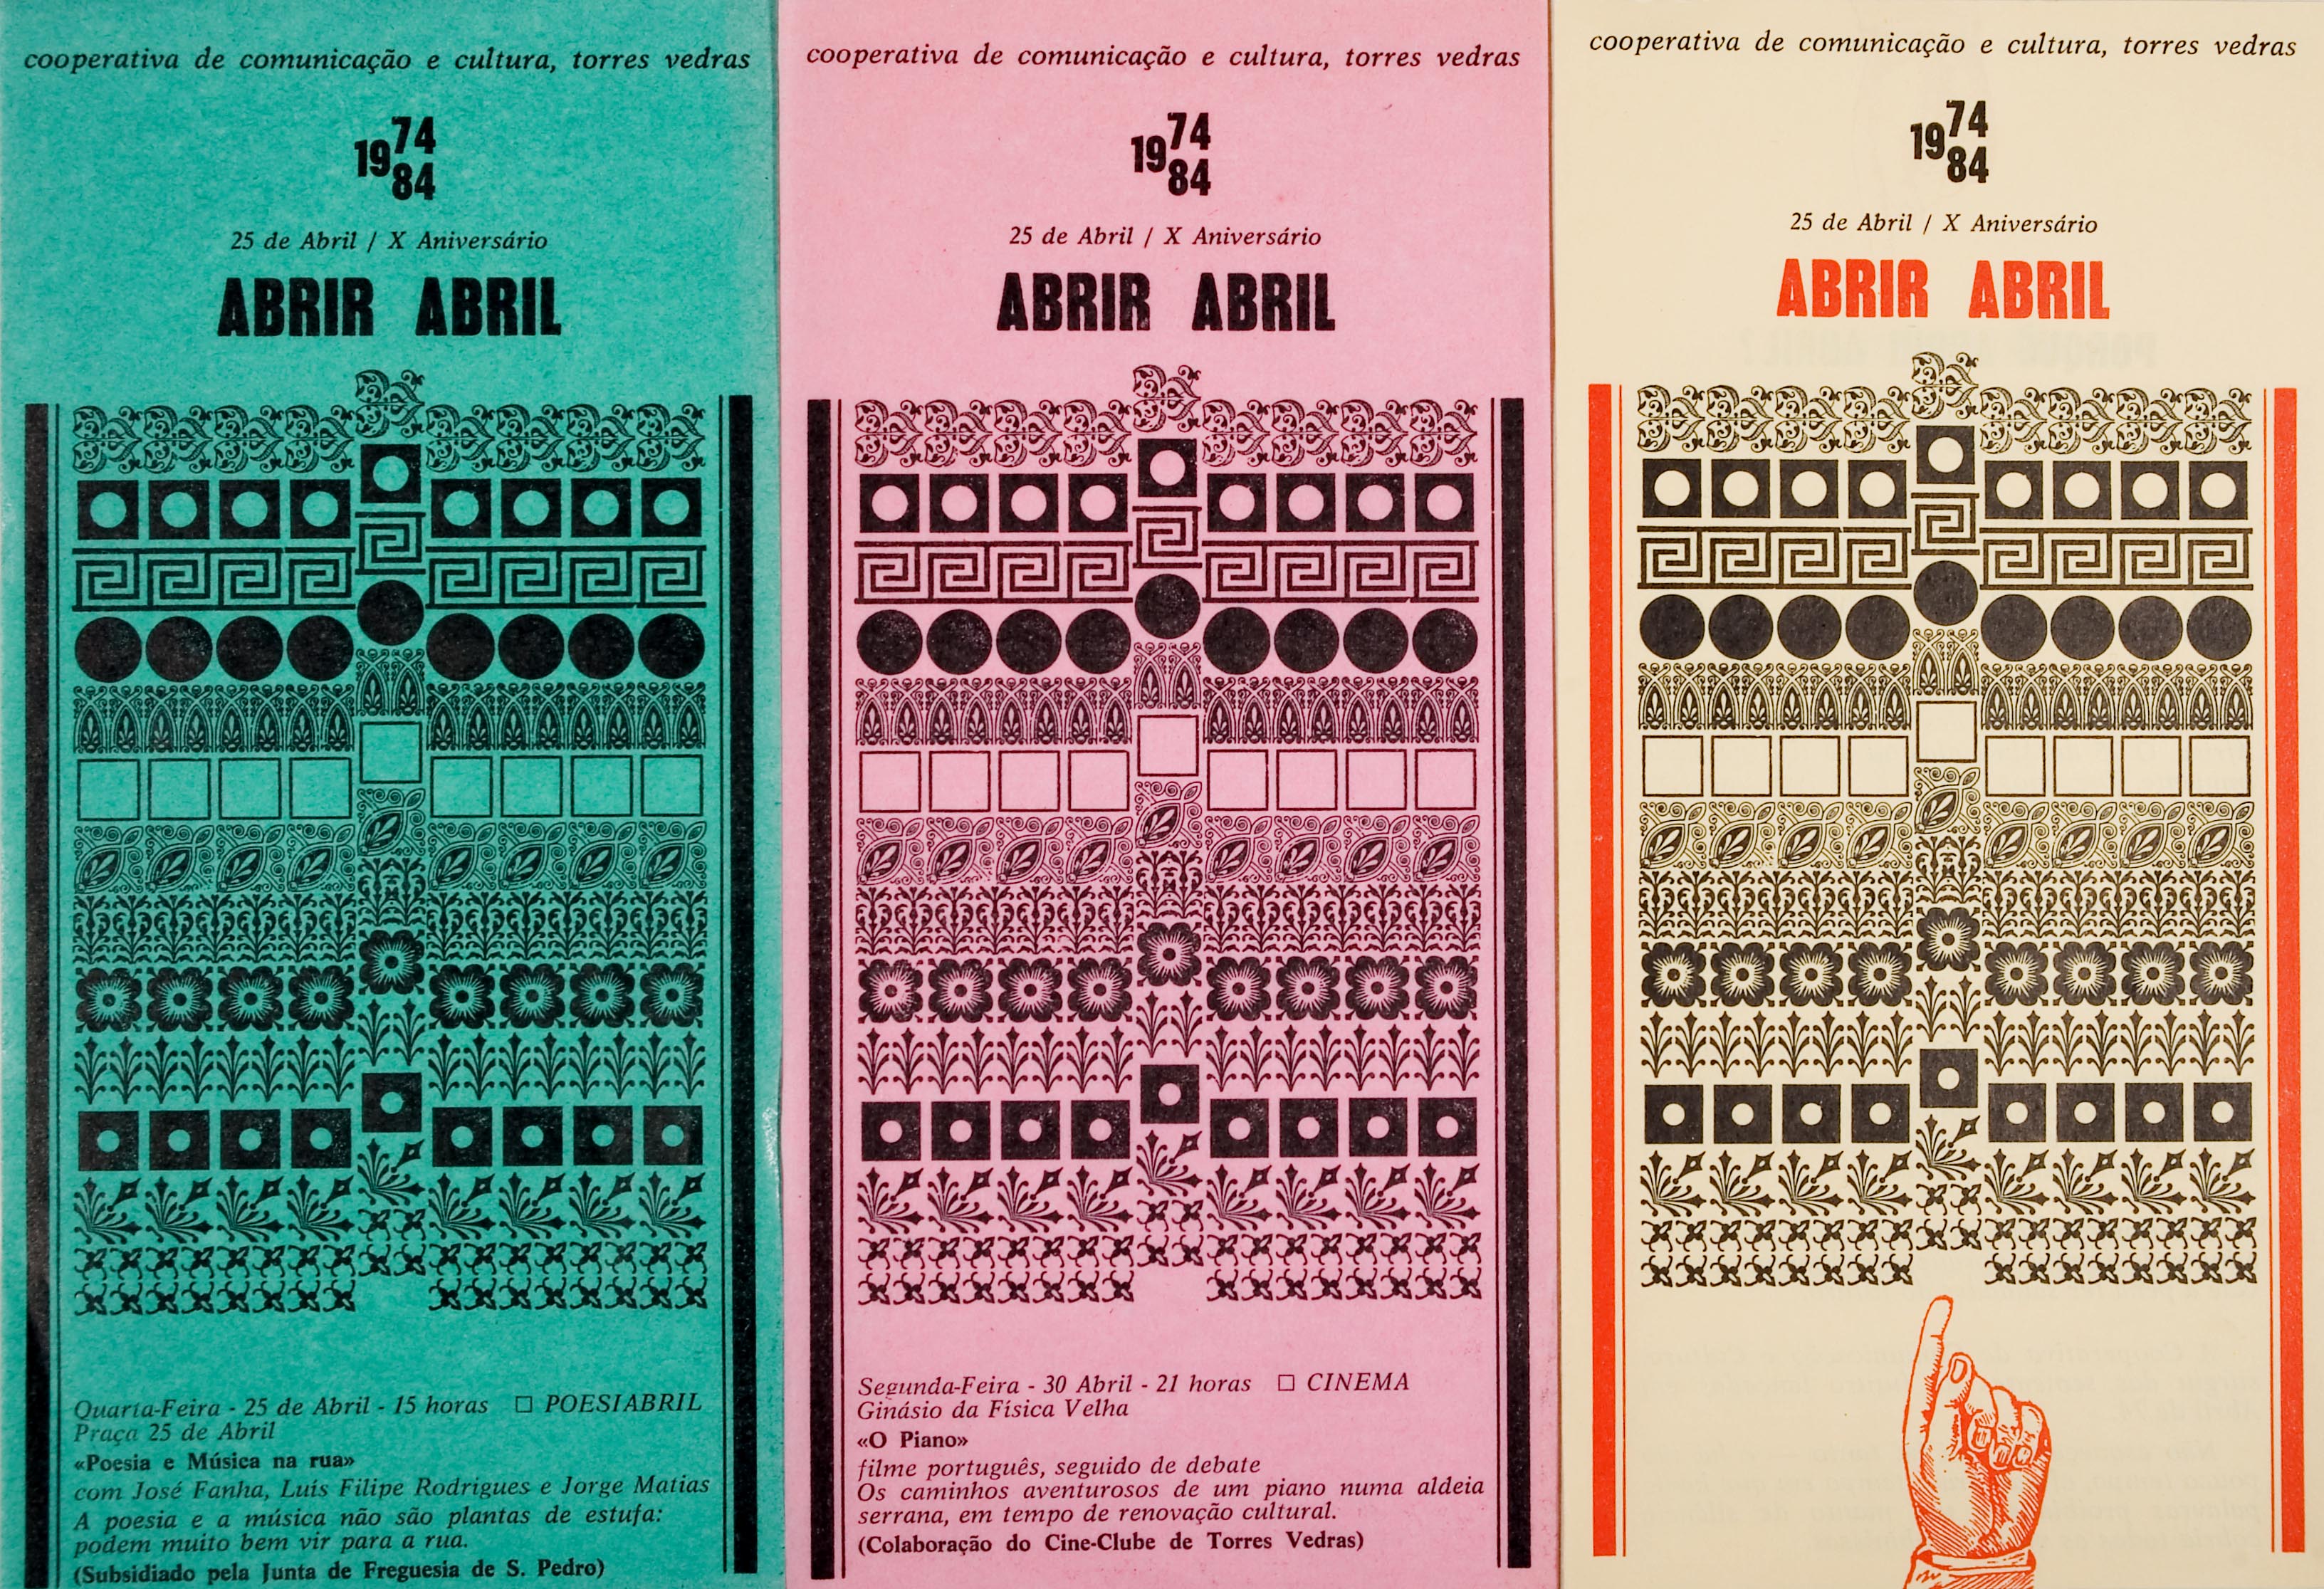 cooperativa de comunicação e cultura, torres vedras
1974
84
25 de Abril / X Aniversário
ABRIR ABRIL
Quarta-Feira - 25 de Abril - 15 horas □ POESIABRIL
Praça 25 de Abril
«Poesia e Música na rua»
com José Fanha, Luís Filipe Rodrigues e Jorge Matias
A poesia e a música não são plantas de estufa:
podem muito bem vir para a rua.
(Subsidiado pela Junta de Freguesia de S. Pedro)
cooperativa de comunicação e cultura, torres vedras
1974
84
25 de Abril / X Aniversário
ABRIR ABRIL
Segunda-Feira - 30 Abril - 21 horas □ CINEMA
Ginásio da Física Velha
«O Piano»
filme português, seguido de debate
Os caminhos aventurosos de um piano numa aldeia
serrana, em tempo de renovação cultural.
(Colaboração do Cine-Clube de Torres Vedras)
cooperativa de comunicação e cultura, torres vedras
1974
84
25 de Abril / X Aniversário
ABRIR ABRIL